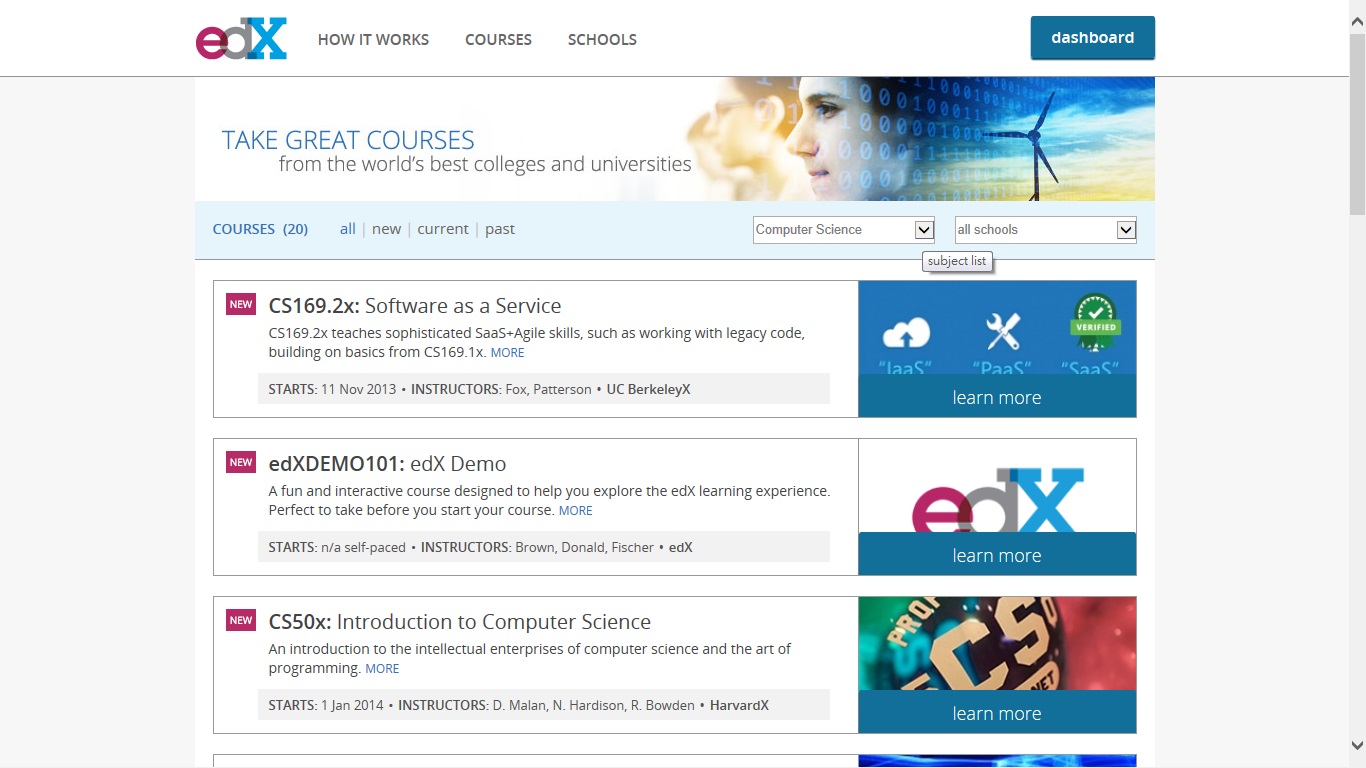 edX
HOW IT WORKS
COURSES
SCHOOLS
dashboard
TAKE GREAT COURSES
from the world's best colleges and universities
COURSES (20)
all | new | current | past
Computer Science
all schools
subject list
NEW
CS169.2x: Software as a Service
CS169.2x teaches sophisticated SaaS+Agile skills, such as working with legacy code,
building on basics from CS169.1x. MORE
STARTS: 11 Nov 2013 • INSTRUCTORS: Fox, Patterson • UC BerkeleyX
VERIFIED
"IaaS" "PaaS" "SaaS"
learn more
NEW
edXDEMO101: edX Demo
A fun and interactive course designed to help you explore the edX learning experience.
Perfect to take before you start your course. MORE
STARTS: n/a self-paced • INSTRUCTORS: Brown, Donald, Fischer • edX
edX
learn more
NEW
CS50x: Introduction to Computer Science
An introduction to the intellectual enterprises of computer science and the art of
programming. MORE
STARTS: 1 Jan 2014 • INSTRUCTORS: D. Malan, N. Hardison, R. Bowden • HarvardX
learn more